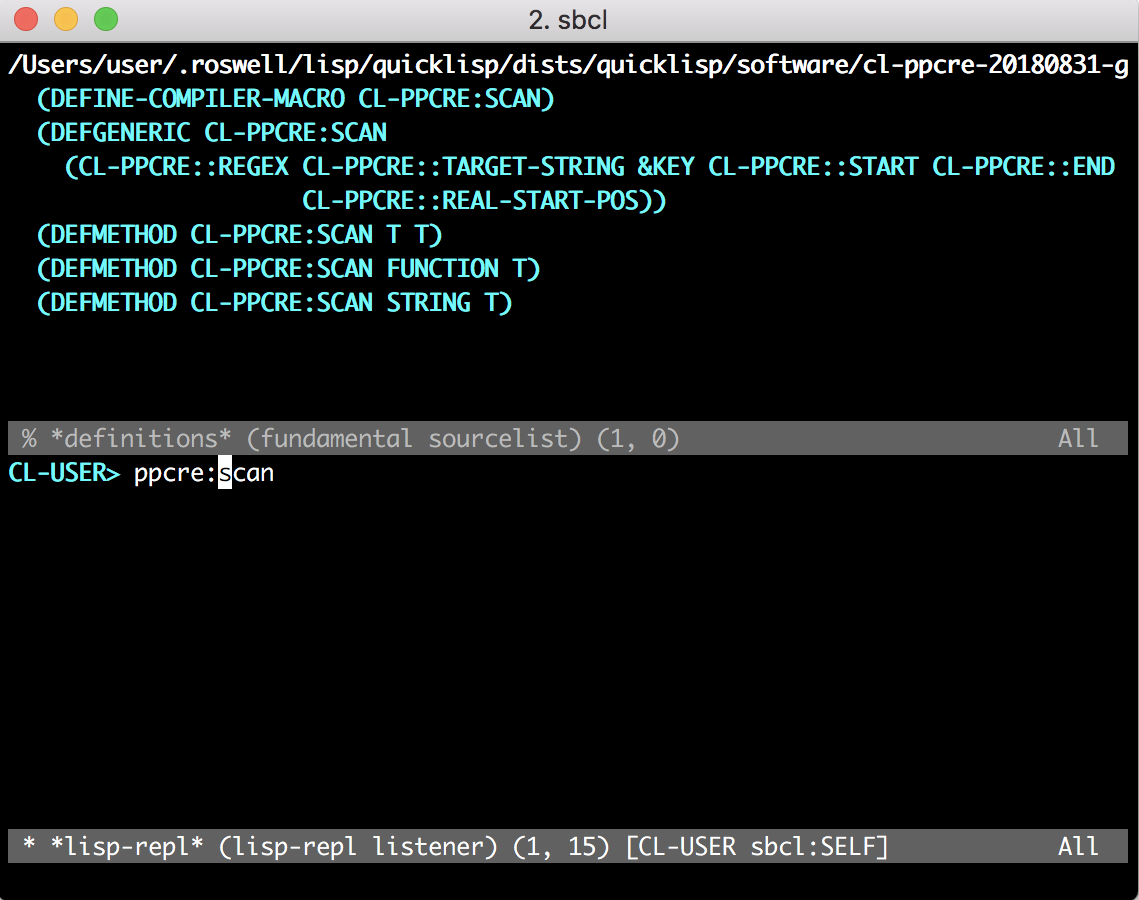 2. sbcl
/Users/user/.roswell/lisp/quicklisp/dists/quicklisp/software/cl-ppcre-20180831-g
(DEFINE-COMPILER-MACRO CL-PPCRE:SCAN)
(DEFGENERIC CL-PPCRE:SCAN
(CL-PPCRE::REGEX CL-PPCRE::TARGET-STRING &KEY CL-PPCRE::START CL-PPCRE::END
CL-PPCRE::REAL-START-POS))
(DEFMETHOD CL-PPCRE:SCAN T T)
(DEFMETHOD CL-PPCRE:SCAN FUNCTION T)
(DEFMETHOD CL-PPCRE:SCAN STRING T)
% *definitions* (fundamental sourcelist) (1, 0) All
CL-USER> ppcre:scan
* *lisp-repl* (lisp-repl listener) (1, 15) [CL-USER sbcl:SELF] All